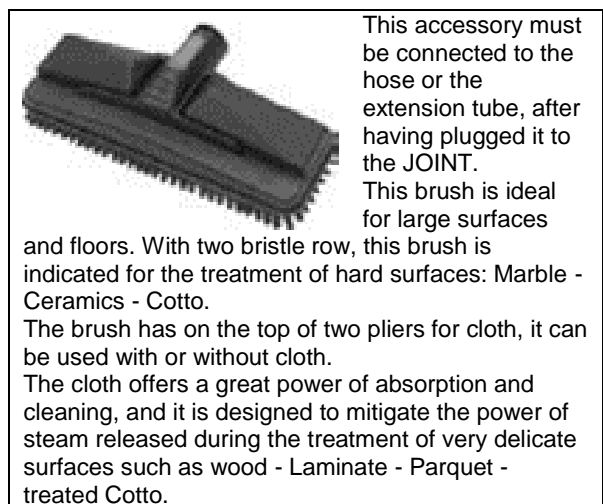 This accessory must
be connected to the
hose or the
extension tube, after
having plugged it to
the JOINT.
This brush is ideal
for large surfaces
and floors. With two bristle row, this brush is
indicated for the treatment of hard surfaces: Marble -
Ceramics - Cotto.
The brush has on the top of two pliers for cloth, it can
be used with or without cloth.
The cloth offers a great power of absorption and
cleaning, and it is designed to mitigate the power of
steam released during the treatment of very delicate
surfaces such as wood - Laminate - Parquet -
treated Cotto.